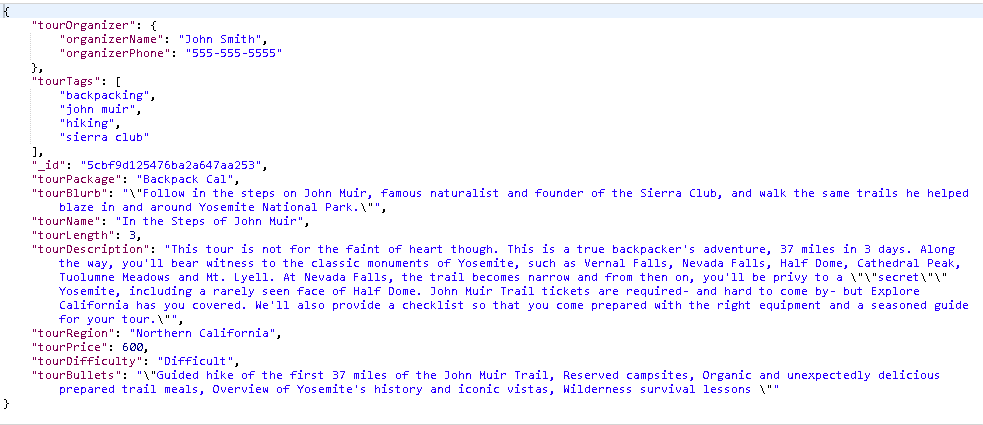 {
"tourOrganizer": {
"organizerName": "John Smith",
"organizerPhone": "555-555-5555"
},
"tourTags": [
"backpacking",
"john muir",
"hiking",
"sierra club"
],
"_id": "5cbf9d125476ba2a647aa253",
"tourPackage": "Backpack Cal",
"tourBlurb": "\"Follow in the steps on John Muir, famous naturalist and founder of the Sierra Club, and walk the same trails he helped
blaze in and around Yosemite National Park.\"",
"tourName": "In the Steps of John Muir",
"tourLength": 3,
"tourDescription": "This tour is not for the faint of heart though. This is a true backpacker's adventure, 37 miles in 3 days. Along
the way, you'll bear witness to the classic monuments of Yosemite, such as Vernal Falls, Nevada Falls, Half Dome, Cathedral Peak,
Tuolumne Meadows and Mt. Lyell. At Nevada Falls, the trail becomes narrow and from then on, you'll be privy to a \"\"secret\"\"
Yosemite, including a rarely seen face of Half Dome. John Muir Trail tickets are required- and hard to come by- but Explore
California has you covered. We'll also provide a checklist so that you come prepared with the right equipment and a seasoned guide
for your tour.\"",
"tourRegion": "Northern California",
"tourPrice": 600,
"tourDifficulty": "Difficult",
"tourBullets": "\"Guided hike of the first 37 miles of the John Muir Trail, Reserved campsites, Organic and unexpectedly delicious
prepared trail meals, Overview of Yosemite's history and iconic vistas, Wilderness survival lessons \""
}